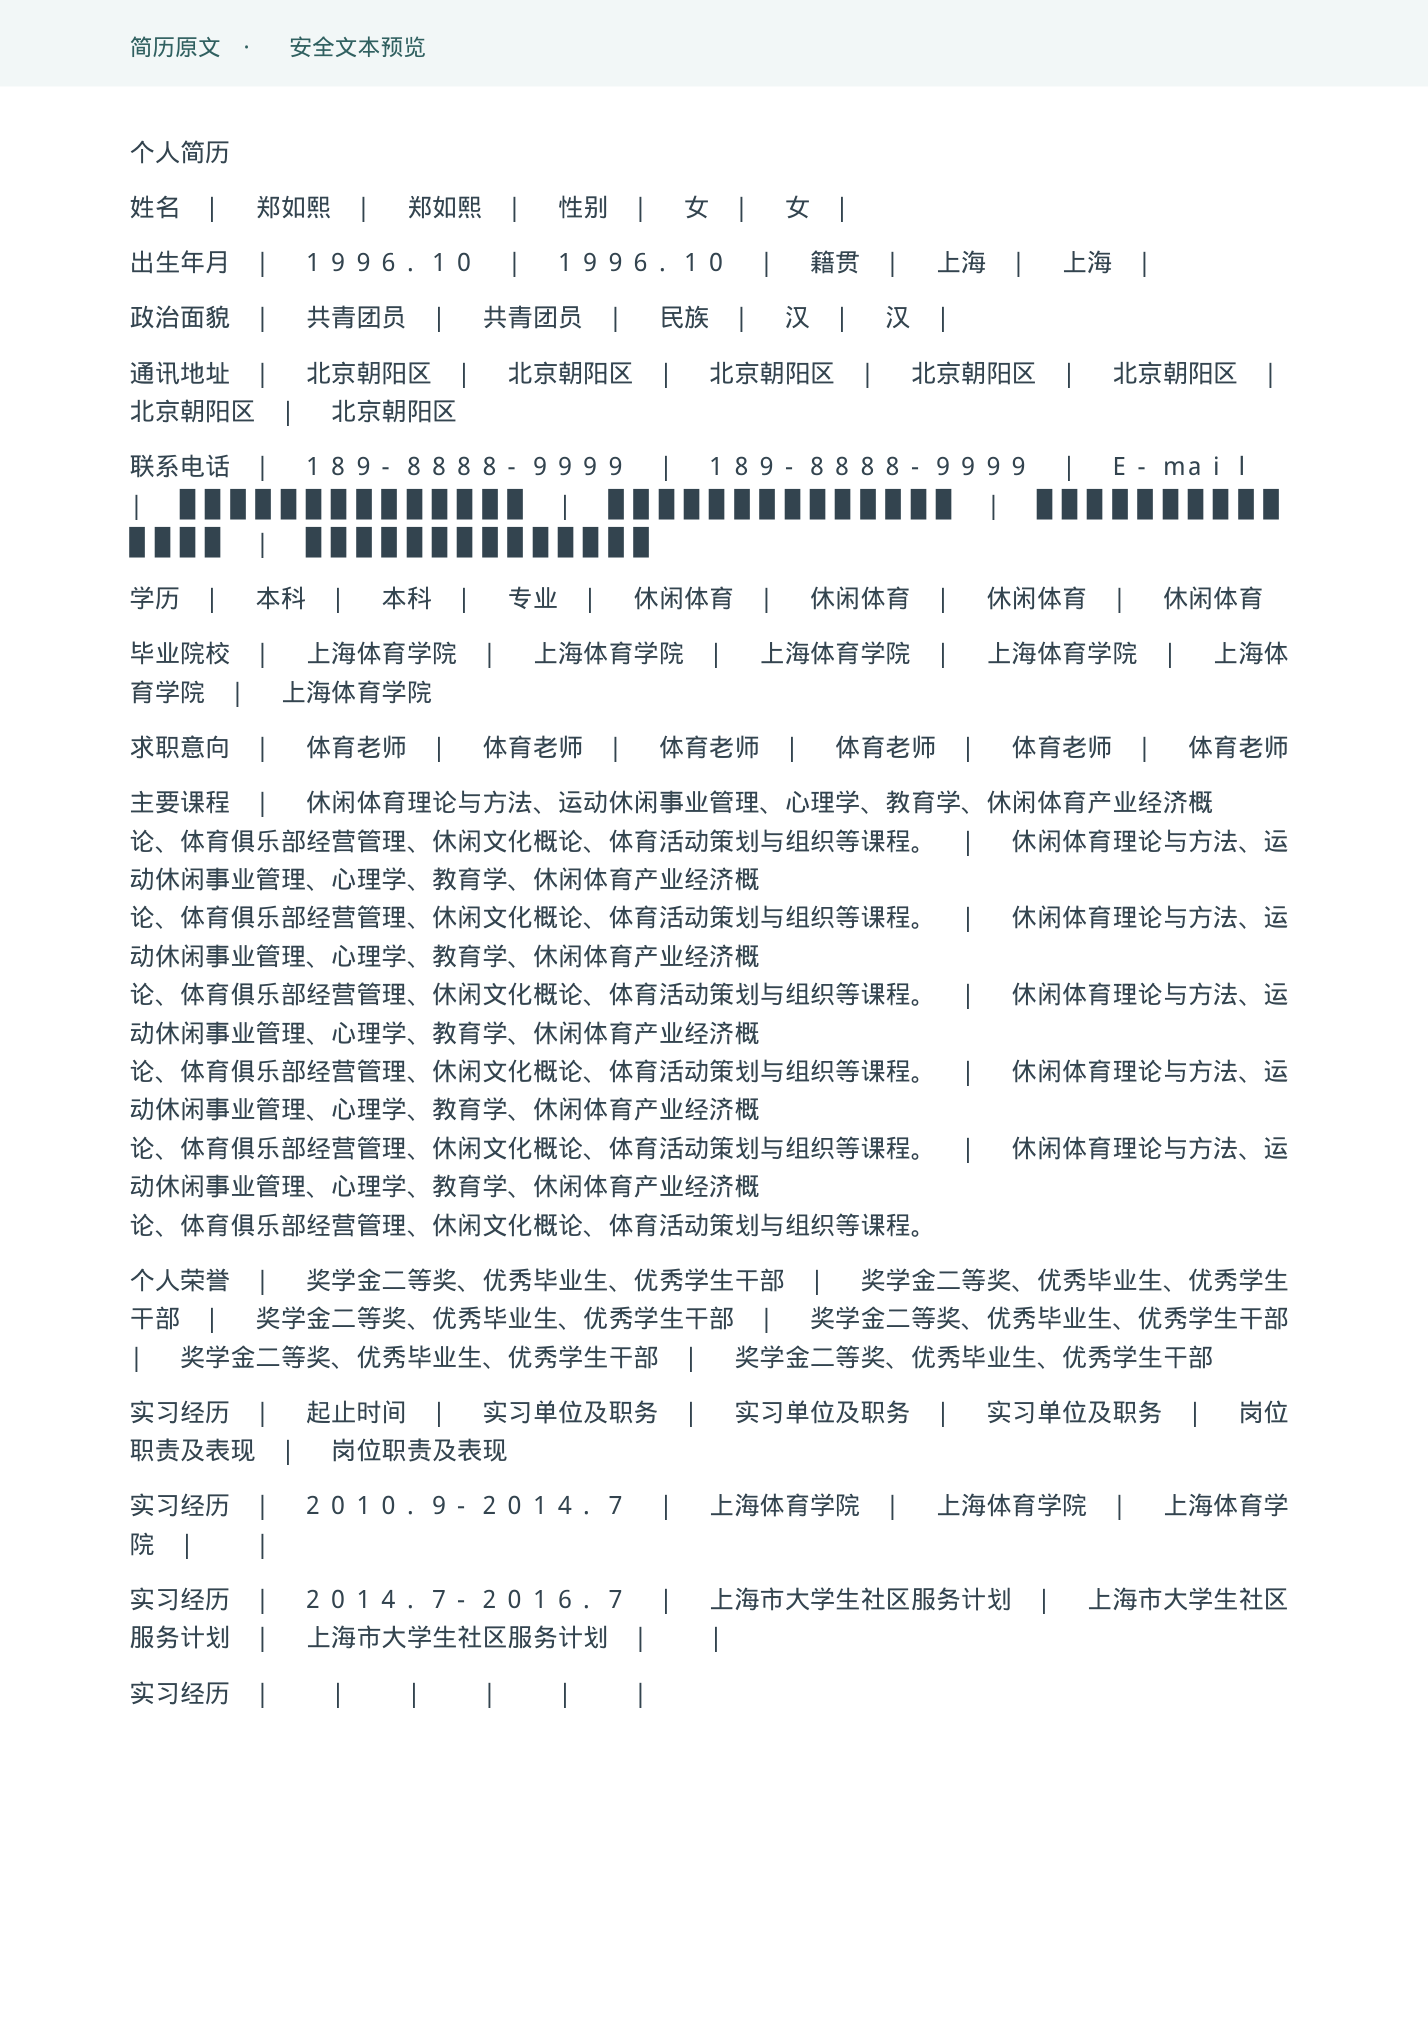 简历原文 · 安全文本预览
个人简历
姓名 | 郑如熙 | 郑如熙 | 性别 | 女 | 女 |
出生年月 | 1996.10 | 1996.10 | 籍贯 | 上海 | 上海 |
政治面貌 | 共青团员 | 共青团员 | 民族 | 汉 | 汉 |
通讯地址 | 北京朝阳区 | 北京朝阳区 | 北京朝阳区 | 北京朝阳区 | 北京朝阳区 |
北京朝阳区 | 北京朝阳区
联系电话 | 189-8888-9999 | 189-8888-9999 | E-mail
| ██████████████ | ██████████████ | ██████████
████ | ██████████████
学历 | 本科 | 本科 | 专业 | 休闲体育 | 休闲体育 | 休闲体育 | 休闲体育
毕业院校 | 上海体育学院 | 上海体育学院 | 上海体育学院 | 上海体育学院 | 上海体
育学院 | 上海体育学院
求职意向 | 体育老师 | 体育老师 | 体育老师 | 体育老师 | 体育老师 | 体育老师
主要课程 | 休闲体育理论与方法、运动休闲事业管理、心理学、教育学、休闲体育产业经济概
论、体育俱乐部经营管理、休闲文化概论、体育活动策划与组织等课程。 | 休闲体育理论与方法、运
动休闲事业管理、心理学、教育学、休闲体育产业经济概
论、体育俱乐部经营管理、休闲文化概论、体育活动策划与组织等课程。 | 休闲体育理论与方法、运
动休闲事业管理、心理学、教育学、休闲体育产业经济概
论、体育俱乐部经营管理、休闲文化概论、体育活动策划与组织等课程。 | 休闲体育理论与方法、运
动休闲事业管理、心理学、教育学、休闲体育产业经济概
论、体育俱乐部经营管理、休闲文化概论、体育活动策划与组织等课程。 | 休闲体育理论与方法、运
动休闲事业管理、心理学、教育学、休闲体育产业经济概
论、体育俱乐部经营管理、休闲文化概论、体育活动策划与组织等课程。 | 休闲体育理论与方法、运
动休闲事业管理、心理学、教育学、休闲体育产业经济概
论、体育俱乐部经营管理、休闲文化概论、体育活动策划与组织等课程。
个人荣誉 | 奖学金二等奖、优秀毕业生、优秀学生干部 | 奖学金二等奖、优秀毕业生、优秀学生
干部 | 奖学金二等奖、优秀毕业生、优秀学生干部 | 奖学金二等奖、优秀毕业生、优秀学生干部
| 奖学金二等奖、优秀毕业生、优秀学生干部 | 奖学金二等奖、优秀毕业生、优秀学生干部
实习经历 | 起止时间 | 实习单位及职务 | 实习单位及职务 | 实习单位及职务 | 岗位
职责及表现 | 岗位职责及表现
实习经历 | 2010.9-2014.7 | 上海体育学院 | 上海体育学院 | 上海体育学
院 | |
实习经历 | 2014.7-2016.7 | 上海市大学生社区服务计划 | 上海市大学生社区
服务计划 | 上海市大学生社区服务计划 | |
实习经历 | | | | | |